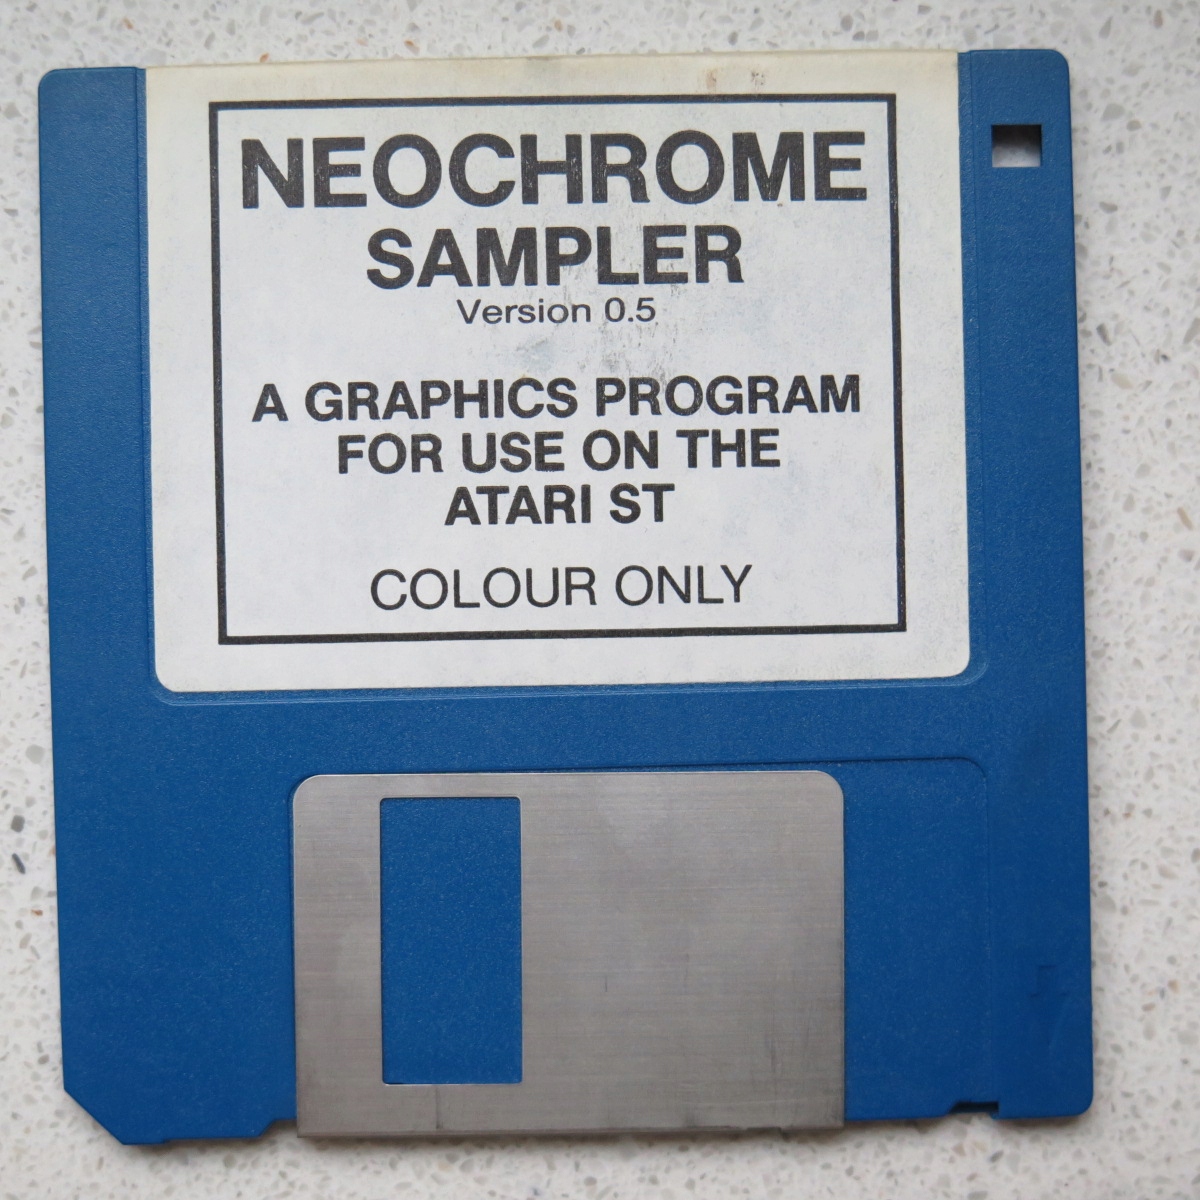 NEOCHROME
SAMPLER
Version 0.5
A GRAPHICS PROGRAM
FOR USE ON THE
ATARI ST
COLOUR ONLY